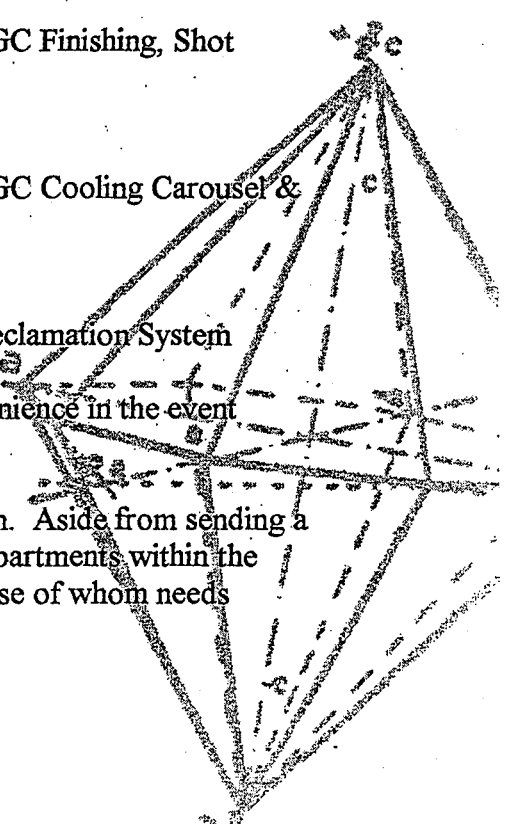 GC Finishing, Shot
c
GC Cooling Carousel &
c
eclamation System
a
nience in the event
a
n. Aside from sending a
partments within the
se of whom needs